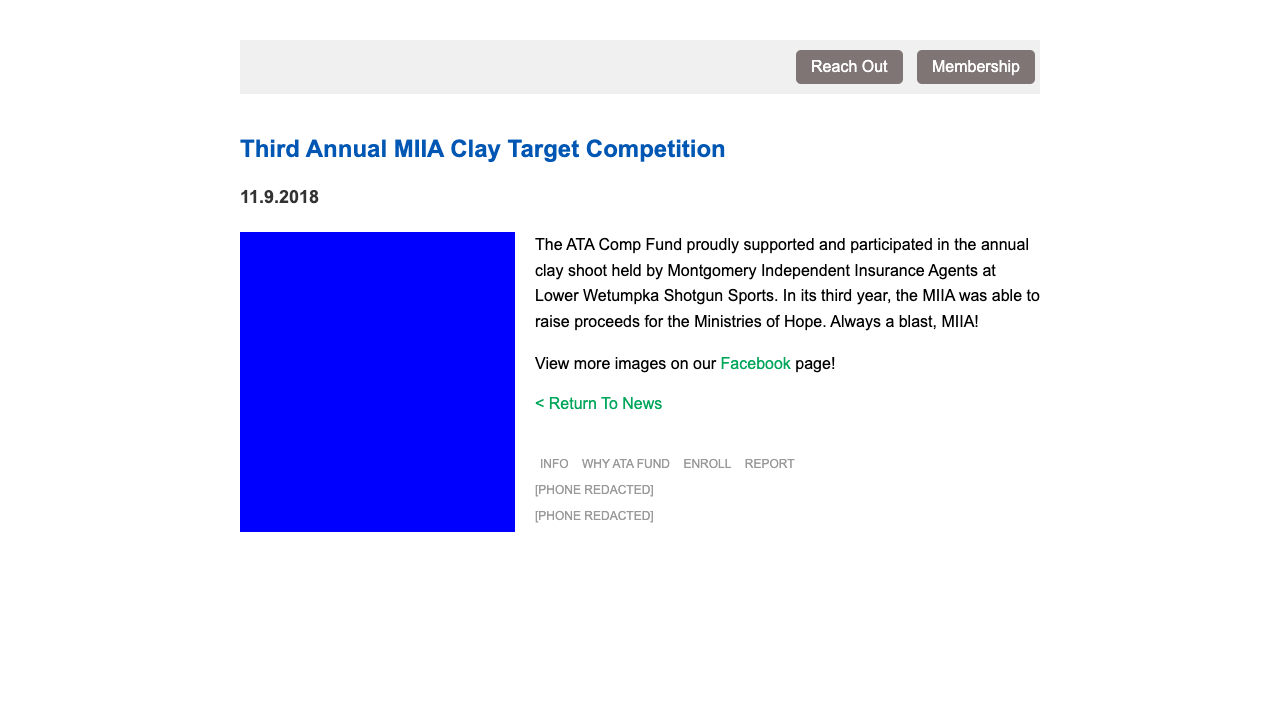 Reach Out Membership
Third Annual MIIA Clay Target Competition
11.9.2018
The ATA Comp Fund proudly supported and participated in the annual
clay shoot held by Montgomery Independent Insurance Agents at
Lower Wetumpka Shotgun Sports. In its third year, the MIIA was able to
raise proceeds for the Ministries of Hope. Always a blast, MIIA!
View more images on our Facebook page!
< Return To News
INFO WHY ATA FUND ENROLL REPORT
[PHONE REDACTED]
[PHONE REDACTED]